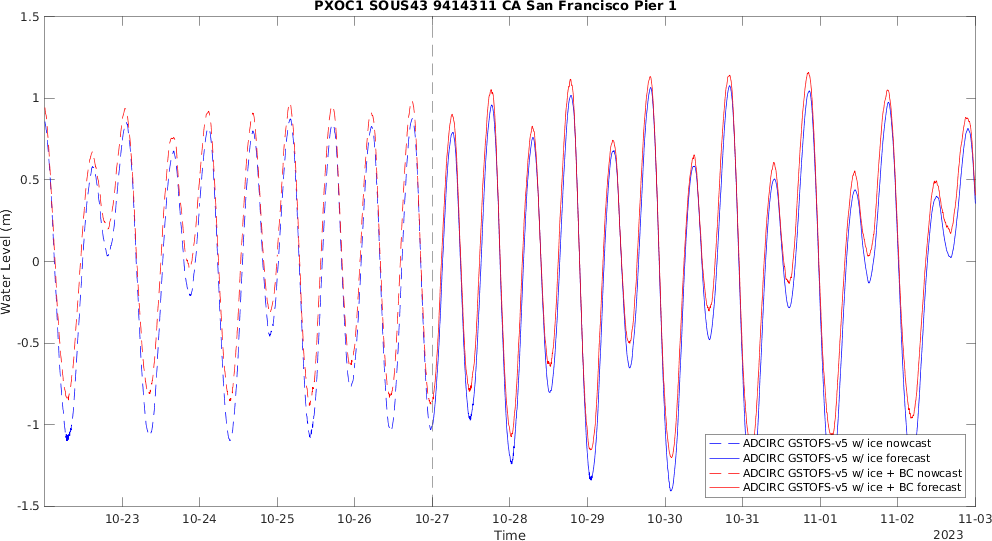 PXOC1 SOUS43 9414311 CA San Francisco Pier 1
1.5
1
0.5
0
-0.5
-1
-1.5
Water Level (m)
ADCIRC GSTOFS-v5 w/ ice nowcast
ADCIRC GSTOFS-v5 w/ ice forecast
ADCIRC GSTOFS-v5 w/ ice + BC nowcast
ADCIRC GSTOFS-v5 w/ ice + BC forecast
10-23 10-24 10-25 10-26 10-27 10-28 10-29 10-30 10-31 11-01 11-02 11-03
Time
2023